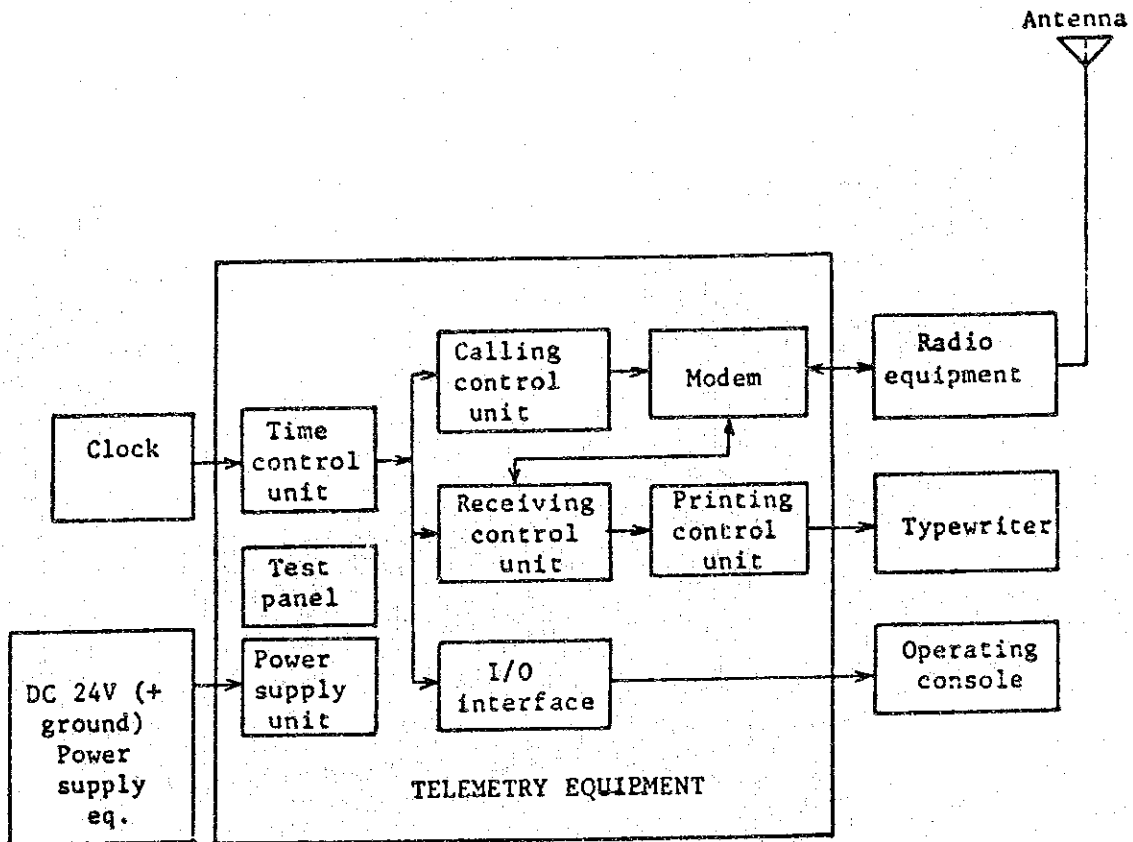 Antenna
Calling
control
unit
Modem
Radio
equipment
Clock
Time
control
unit
Receiving
control
unit
Printing
control
unit
Typewriter
Test
panel
Power
supply
unit
I/O
interface
Operating
console
DC 24V (+
ground)
Power
supply
eq.
TELEMETRY EQUIPMENT